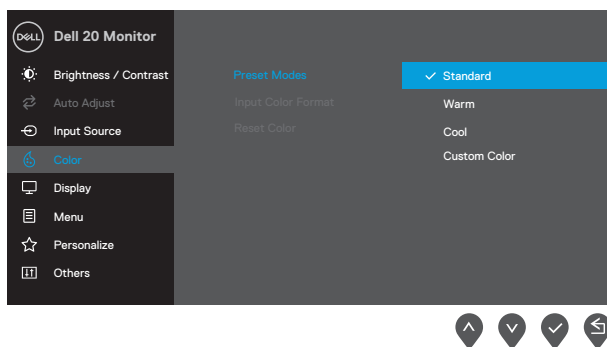 DELL
Dell 20 Monitor
Brightness / Contrast
Auto Adjust
Input Source
Color
Display
Menu
Personalize
Others
Preset Modes
Input Color Format
Reset Color
Standard
Warm
Cool
Custom Color